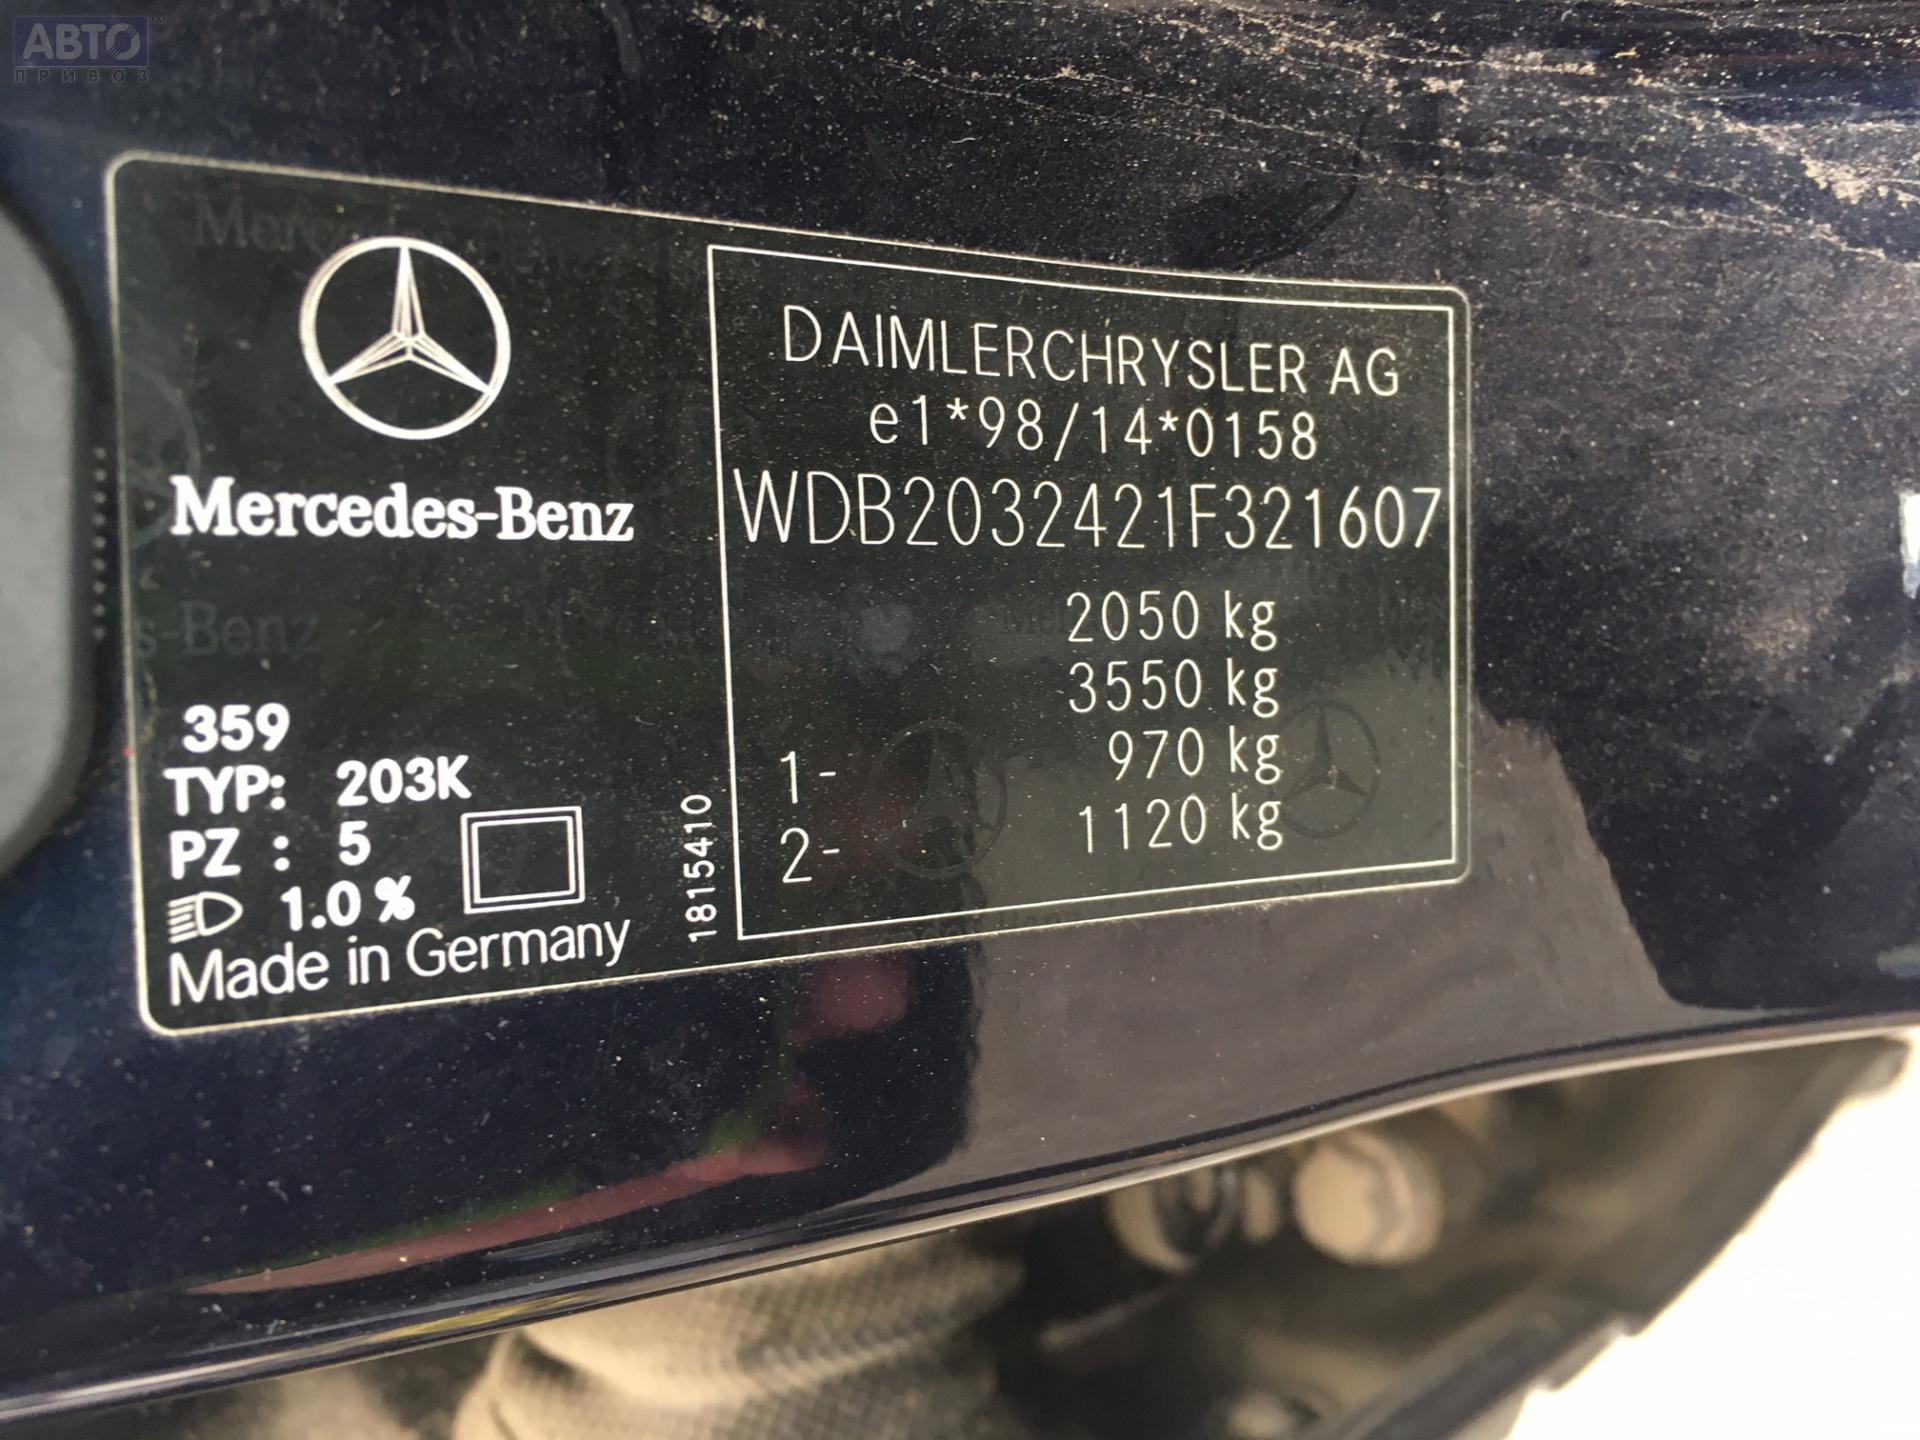 АВТО
ПРИВОЗ
Mercedes-Benz
359
TYP: 203K
PZ : 5
1.0 %
Made in Germany
1815410
DAIMLERCHRYSLER AG
e1*98/14*0158
WDB2032421F321607
2050 kg
3550 kg
1- 970 kg
2- 1120 kg